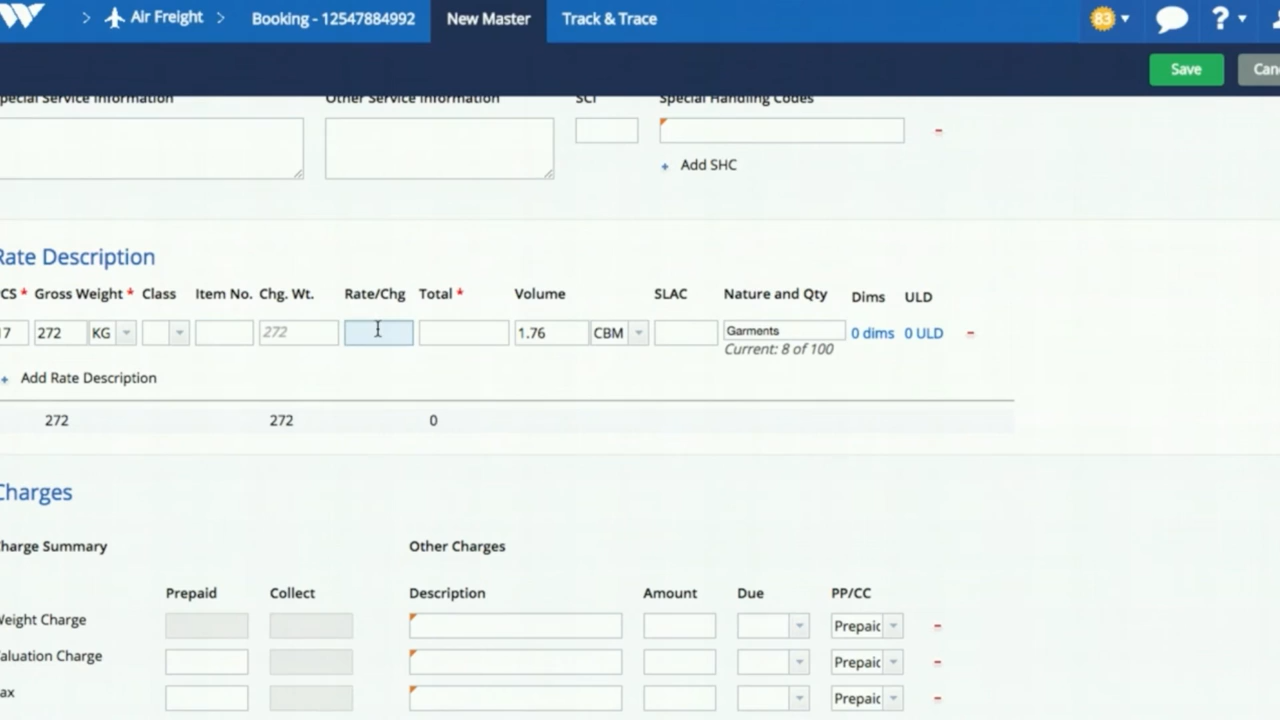 W > Air Freight > Booking - 12547884992 New Master Track & Trace 83 ?
Save Canc
pecial Service Information Other Service Information SCI Special Handling Codes
-
+ Add SHC
Rate Description
CS * Gross Weight * Class Item No. Chg. Wt. Rate/Chg Total * Volume SLAC Nature and Qty Dims ULD
17 272 KG 272 1.76 CBM Garments 0 dims 0 ULD -
Current: 8 of 100
+ Add Rate Description
272 272 0
Charges
harge Summary Other Charges
Prepaid Collect Description Amount Due PP/CC
Weight Charge Prepaid -
aluation Charge Prepaid -
ax Prepaid -